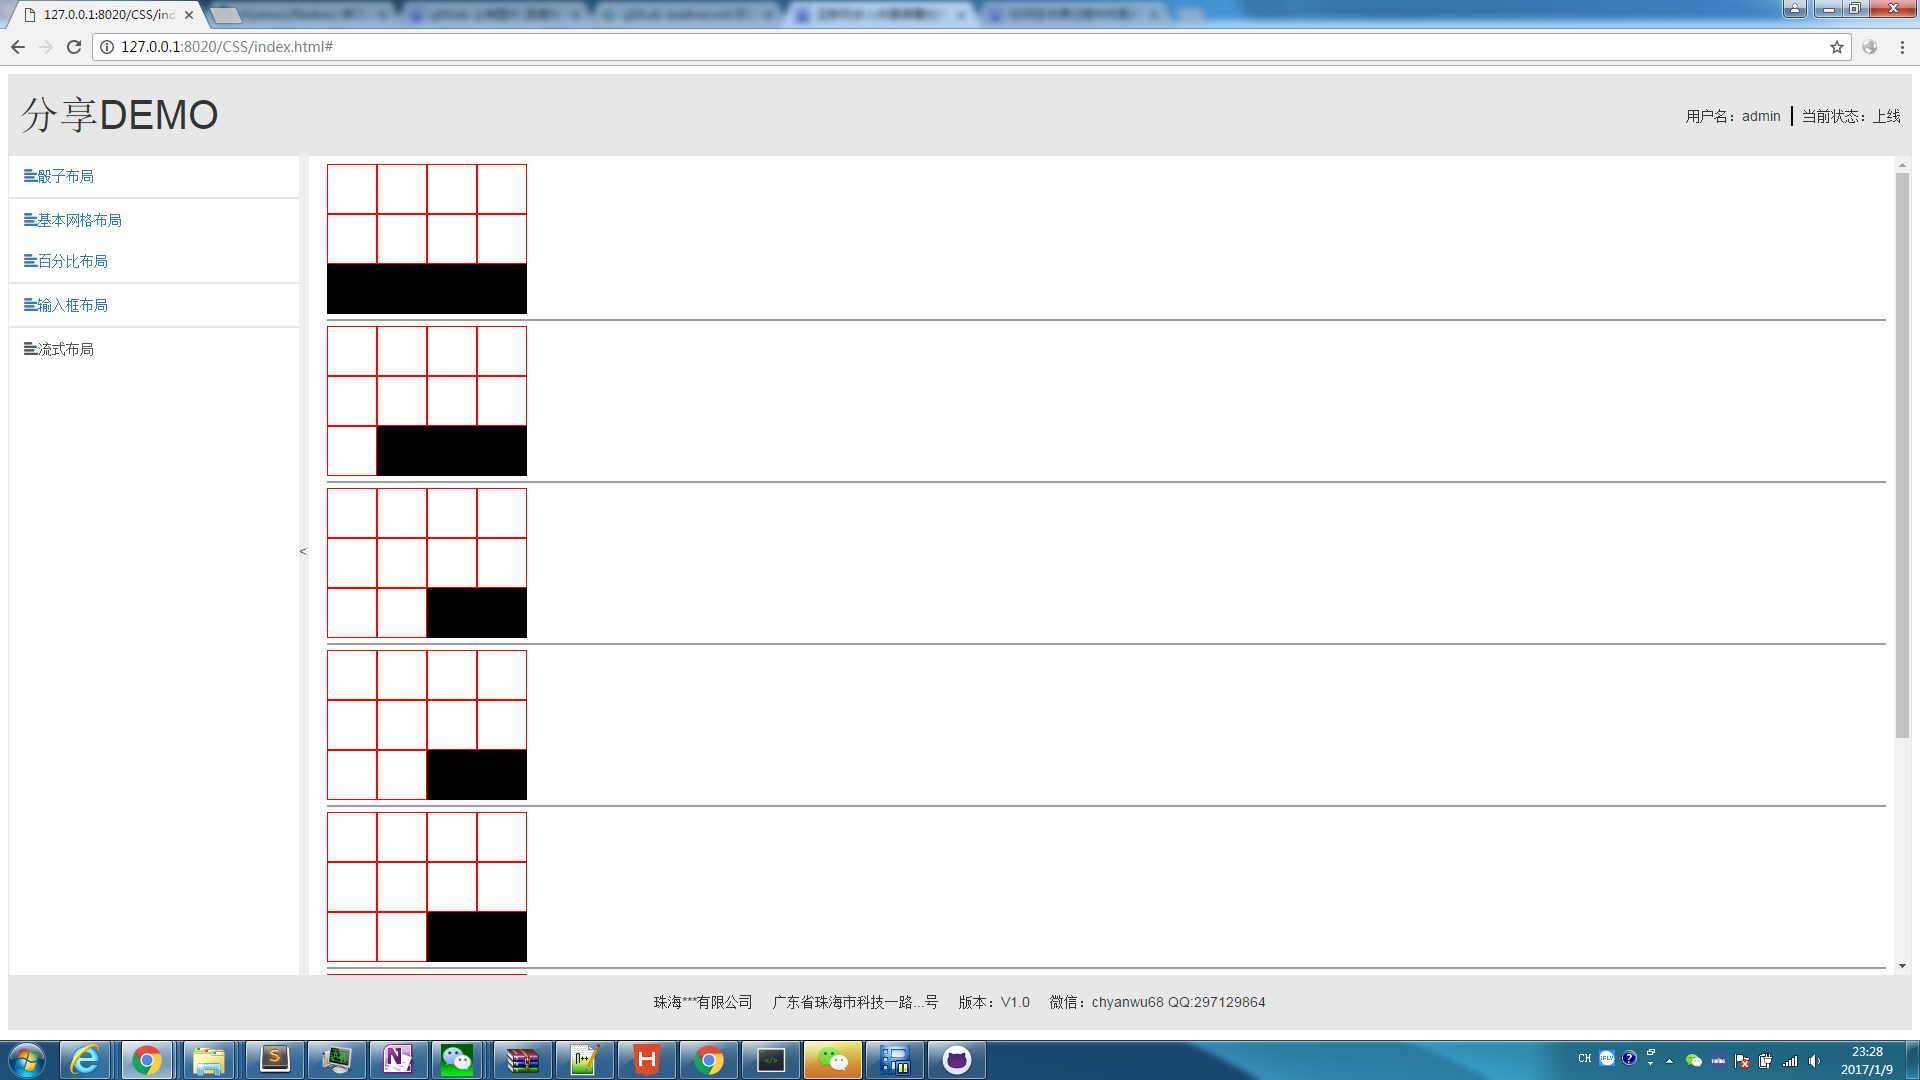 127.0.0.1:8020/CSS/ind
127.0.0.1:8020/CSS/index.html#
分享DEMO
用户名：admin
当前状态：上线
骰子布局
基本网格布局
百分比布局
输入框布局
流式布局
<
珠海***有限公司 广东省珠海市科技一路...号 版本：V1.0 微信：chyanwu68 QQ:297129864
CH
23:28
2017/1/9